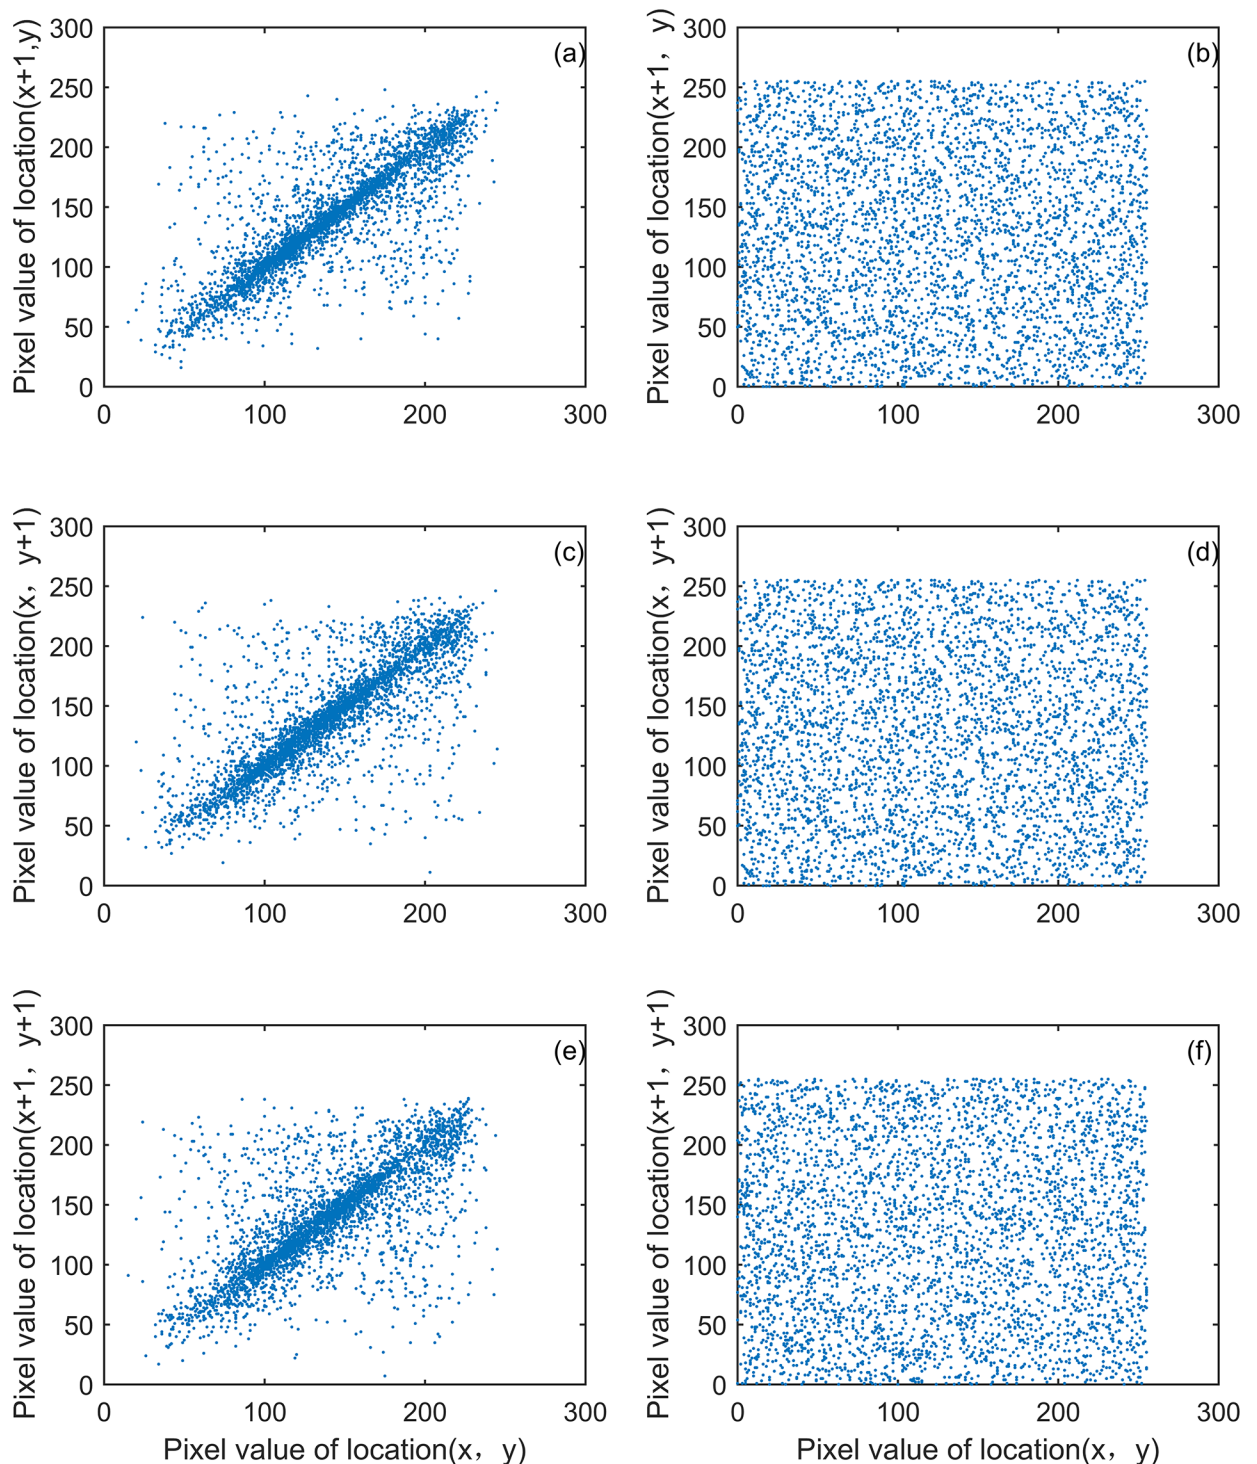 Pixel value of location(x+1,y)
300
250
200
150
100
50
0
0 100 200 300
(a)
Pixel value of location(x+1, y)
300
250
200
150
100
50
0
0 100 200 300
(b)
Pixel value of location(x, y+1)
300
250
200
150
100
50
0
0 100 200 300
(c)
Pixel value of location(x, y+1)
300
250
200
150
100
50
0
0 100 200 300
(d)
Pixel value of location(x+1, y+1)
300
250
200
150
100
50
0
0 100 200 300
(e)
Pixel value of location(x, y)
Pixel value of location(x+1, y+1)
300
250
200
150
100
50
0
0 100 200 300
(f)
Pixel value of location(x, y)